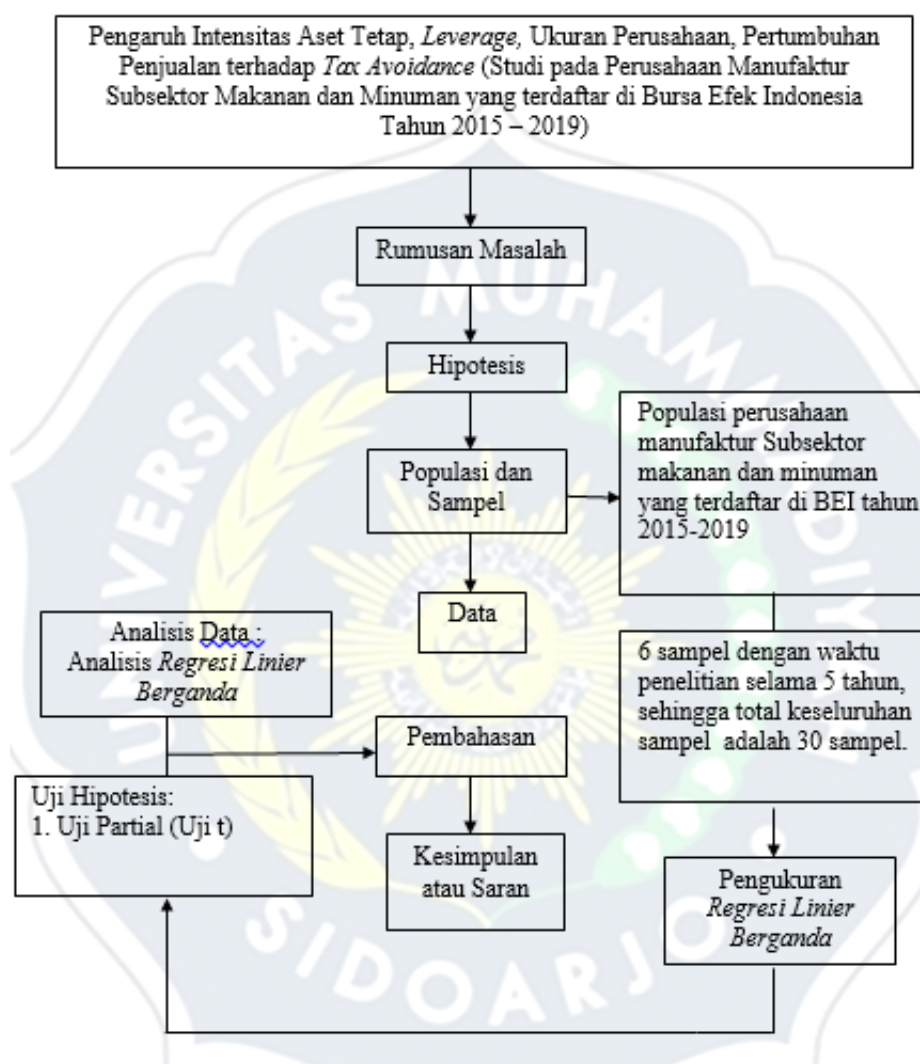 Pengaruh Intensitas Aset Tetap, Leverage, Ukuran Perusahaan, Pertumbuhan
Penjualan terhadap Tax Avoidance (Studi pada Perusahaan Manufaktur
Subsektor Makanan dan Minuman yang terdaftar di Bursa Efek Indonesia
Tahun 2015 – 2019)
Rumusan Masalah
Hipotesis
Populasi dan
Sampel
Populasi perusahaan
manufaktur Subsektor
makanan dan minuman
yang terdaftar di BEI tahun
2015-2019
Data
6 sampel dengan waktu
penelitian selama 5 tahun,
sehingga total keseluruhan
sampel adalah 30 sampel.
Pengukuran
Regresi Linier
Berganda
Analisis Data :
Analisis Regresi Linier
Berganda
Uji Hipotesis:
1. Uji Partial (Uji t)
Pembahasan
Kesimpulan
atau Saran
UNIVERSITAS MUHAMMADIYAH
SIDOARJO